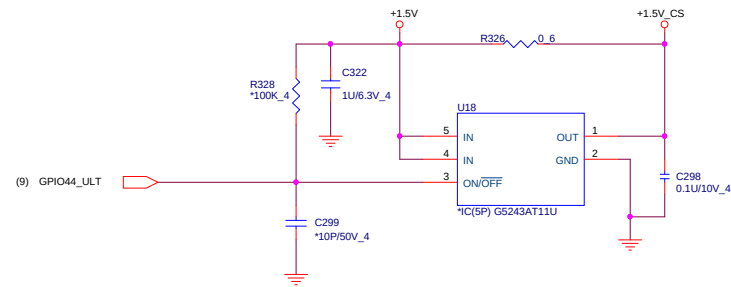 +1.5V
+1.5V_CS
R326
0_6
C322
1U/6.3V_4
R328
*100K_4
U18
5
IN
OUT
1
4
IN
GND
2
3
ON/OFF
(9) GPIO44_ULT
C298
0.1U/10V_4
*IC(5P) G5243AT11U
C299
*10P/50V_4